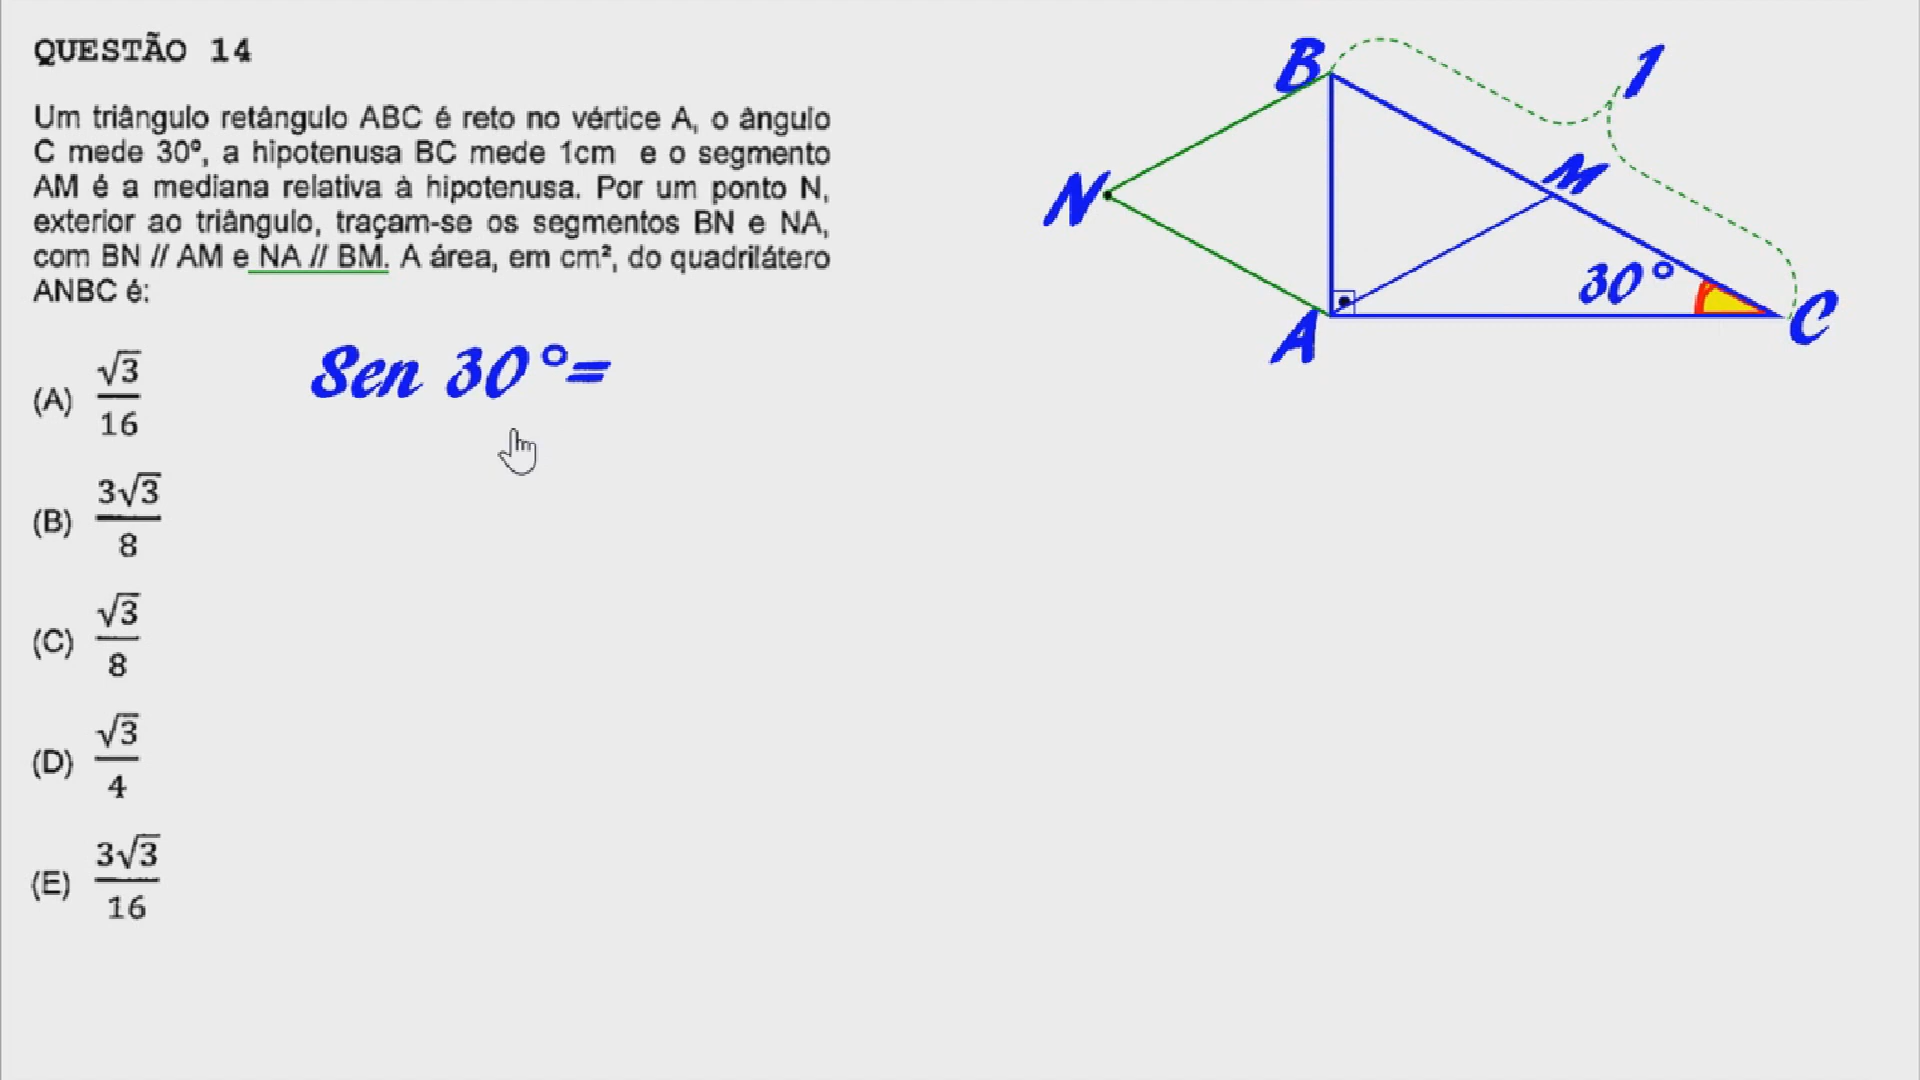 QUESTÃO 14
Um triângulo retângulo ABC é reto no vértice A, o ângulo
C mede 30º, a hipotenusa BC mede 1cm e o segmento
AM é a mediana relativa à hipotenusa. Por um ponto N,
exterior ao triângulo, traçam-se os segmentos BN e NA,
com BN // AM e NA // BM. A área, em cm², do quadrilátero
ANBC é:
(A) √3/16
(B) 3√3/8
(C) √3/8
(D) √3/4
(E) 3√3/16
Sen 30°=
B
1
M
N
30°
A
C